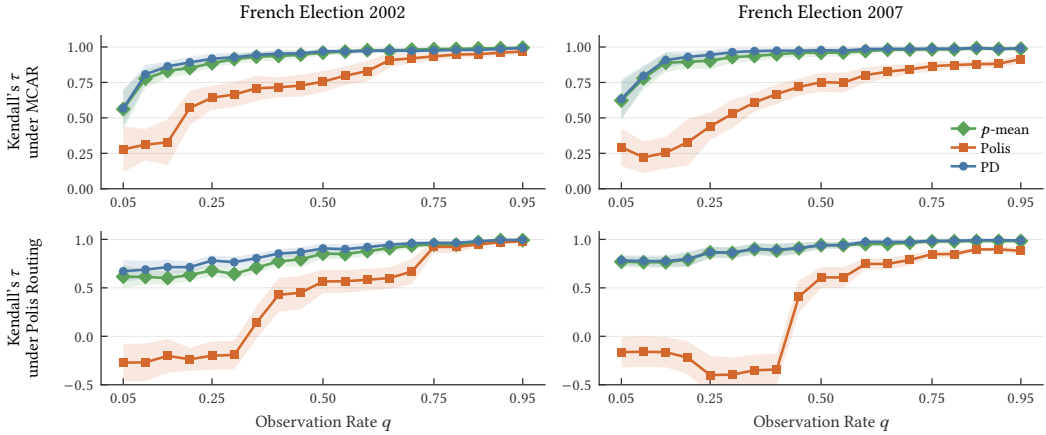 French Election 2002
French Election 2007
Kendall's τ
under MCAR
1.00
0.75
0.50
0.25
0.00
0.05 0.25 0.50 0.75 0.95
1.00
0.75
0.50
0.25
0.00
0.05 0.25 0.50 0.75 0.95
p-mean
Polis
PD
Kendall's τ
under Polis Routing
1.0
0.5
0.0
−0.5
0.05 0.25 0.50 0.75 0.95
Observation Rate q
1.0
0.5
0.0
−0.5
0.05 0.25 0.50 0.75 0.95
Observation Rate q